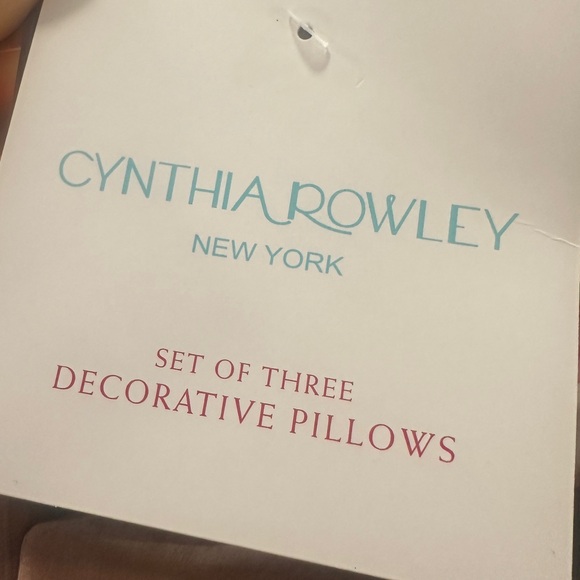 CYNTHIA ROWLEY
NEW YORK
SET OF THREE
DECORATIVE PILLOWS